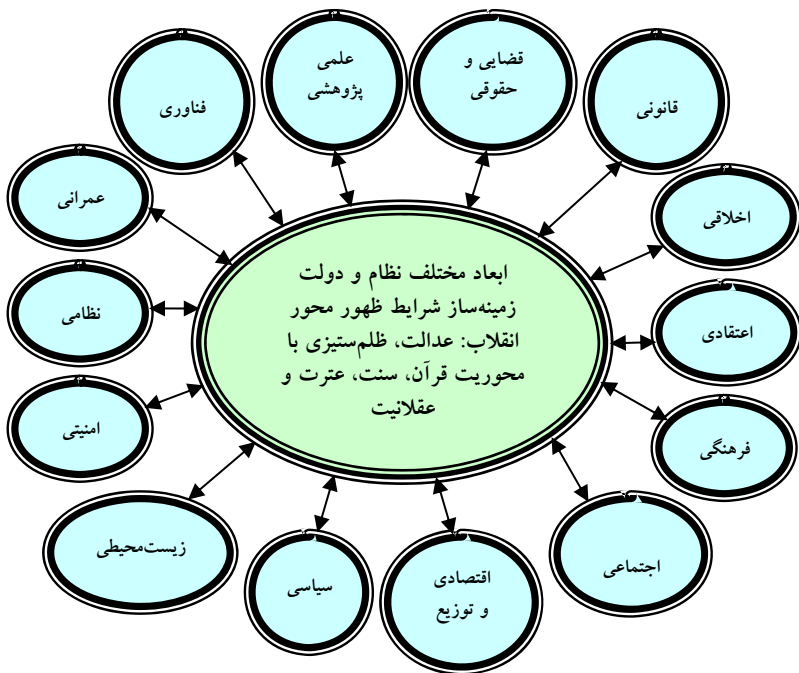 علمی
پژوهشی
قضایی و
حقوقی
فناوری
قانونی
عمرانی
اخلاقی
نظامی
اعتقادی
امنیتی
فرهنگی
ابعاد مختلف نظام و دولت
زمینه‌ساز شرایط ظهور محور
انقلاب: عدالت، ظلم‌ستیزی با
محوریت قرآن، سنت، عترت و
عقلانیت
زیست‌محیطی
سیاسی
اقتصادی
و توزیع
اجتماعی